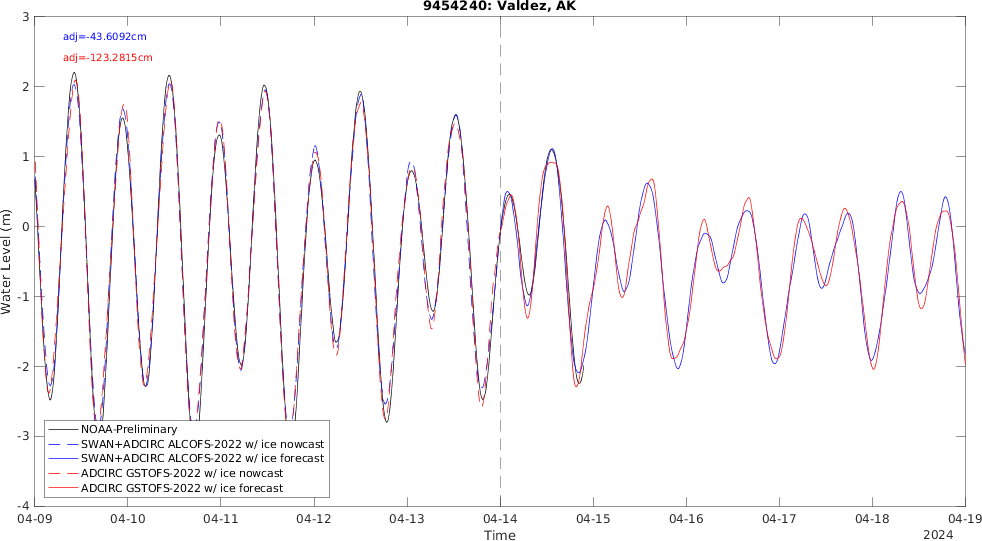 9454240: Valdez, AK
adj=-43.6092cm
adj=-123.2815cm
3
2
1
0
-1
-2
-3
-4
Water Level (m)
NOAA-Preliminary
SWAN+ADCIRC ALCOFS-2022 w/ ice nowcast
SWAN+ADCIRC ALCOFS-2022 w/ ice forecast
ADCIRC GSTOFS-2022 w/ ice nowcast
ADCIRC GSTOFS-2022 w/ ice forecast
04-09 04-10 04-11 04-12 04-13 04-14 04-15 04-16 04-17 04-18 04-19
Time
2024